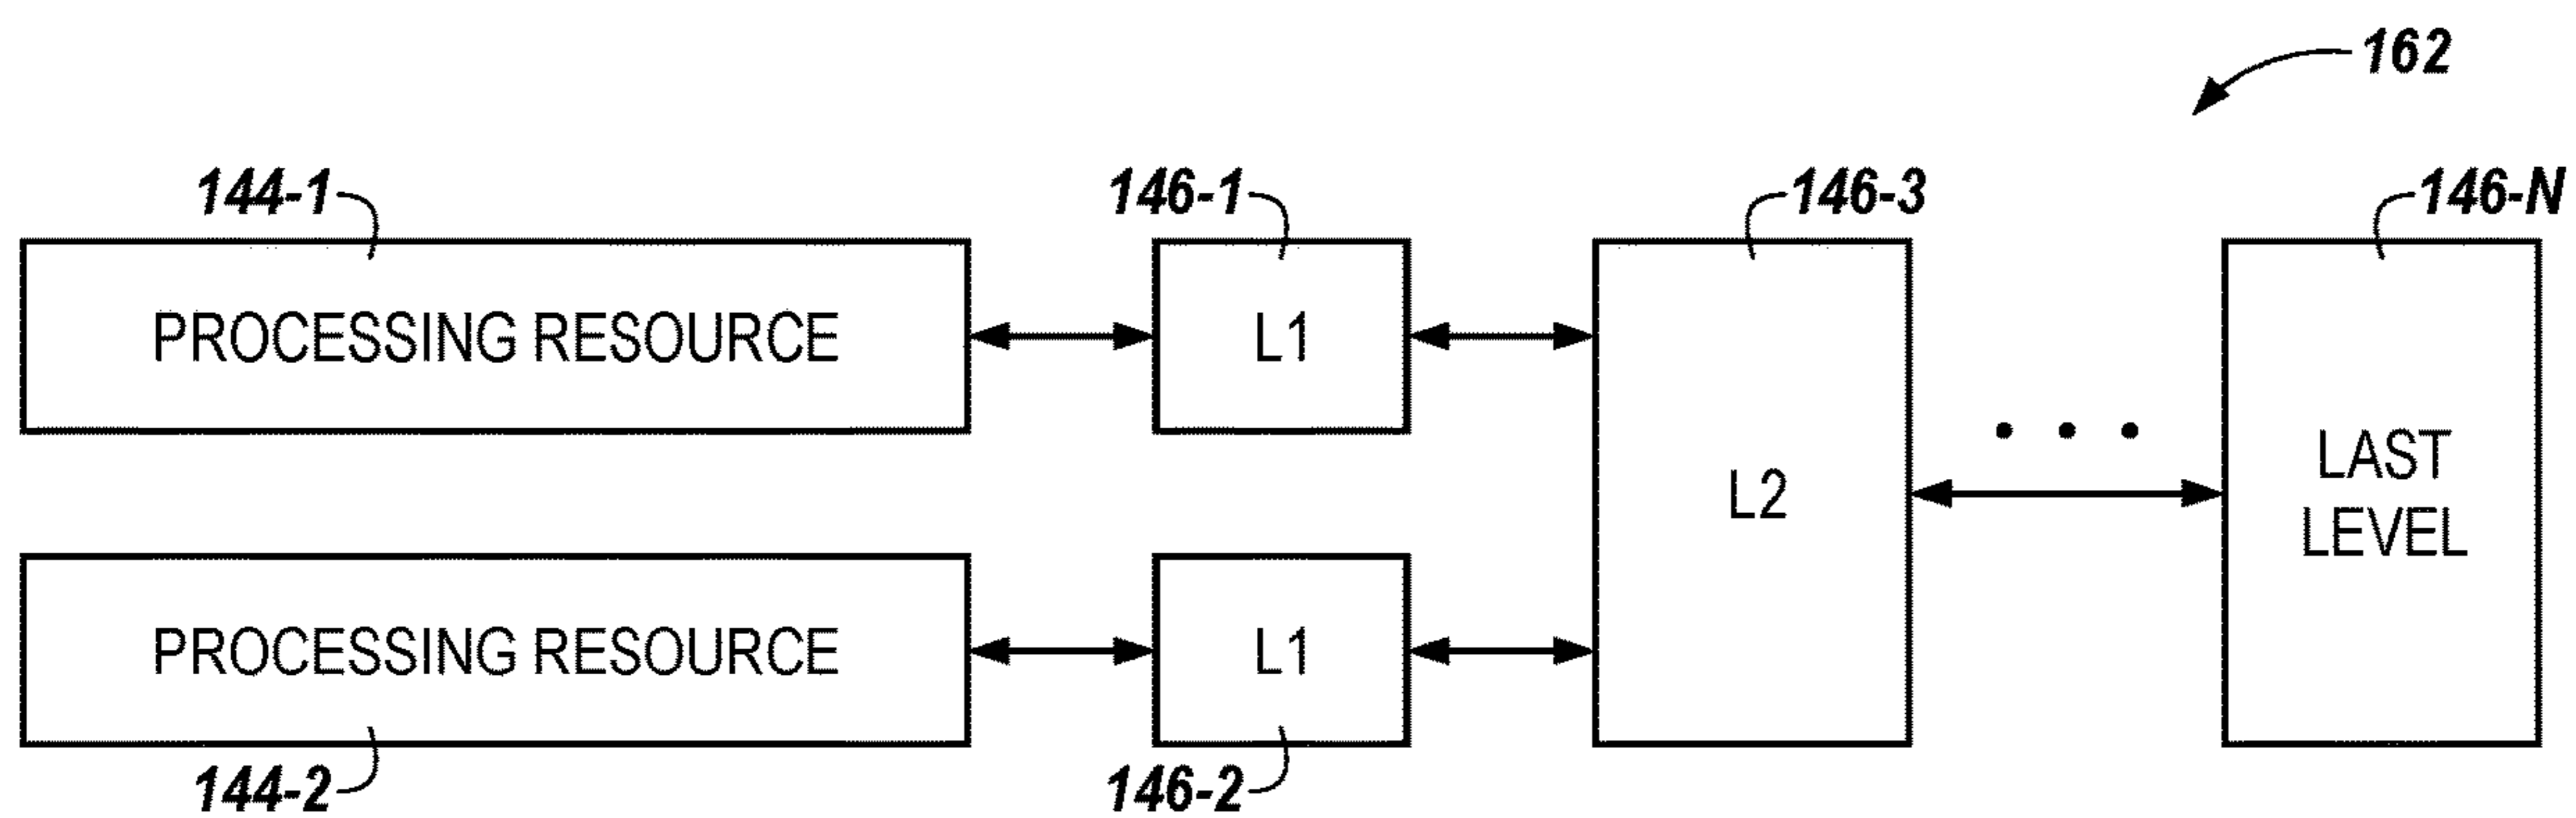 162
144-1
146-1
146-3
146-N
PROCESSING RESOURCE
L1
L2
LAST
LEVEL
PROCESSING RESOURCE
L1
144-2
146-2